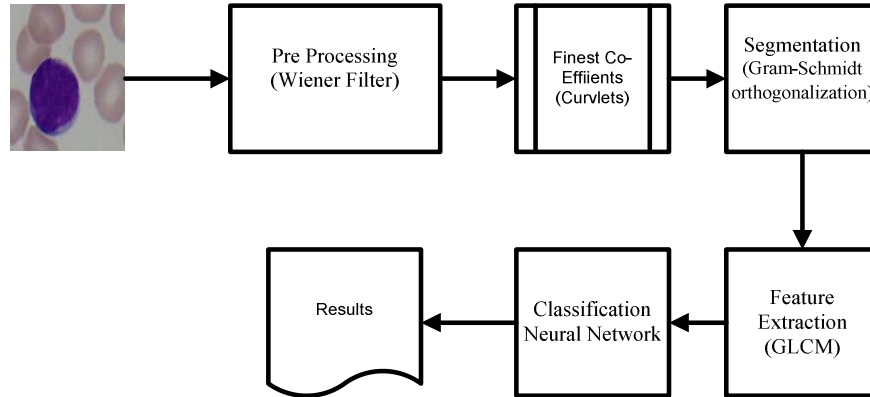 Pre Processing
(Wiener Filter)
Finest Co-
Effiients
(Curvlets)
Segmentation
(Gram-Schmidt
orthogonalization)
Feature
Extraction
(GLCM)
Classification
Neural Network
Results